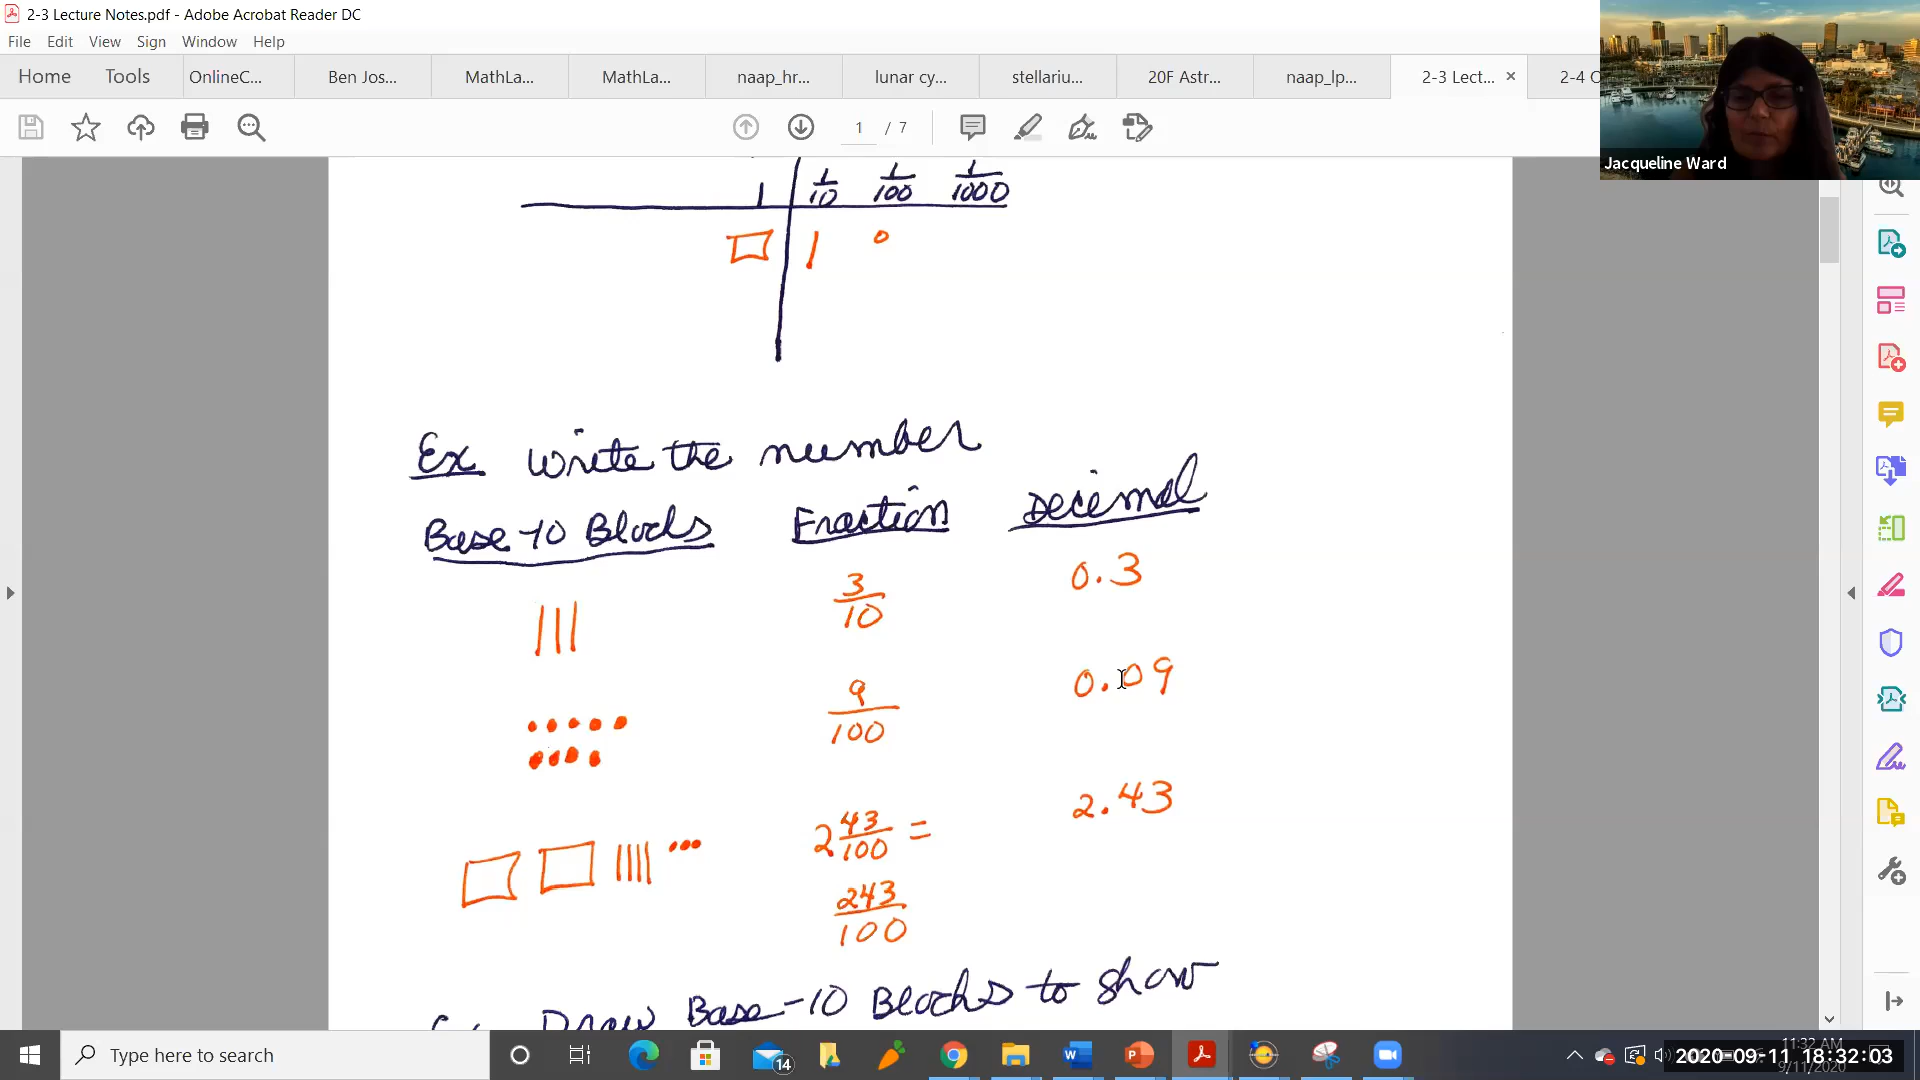 2-3 Lecture Notes.pdf - Adobe Acrobat Reader DC
File Edit View Sign Window Help
Home Tools OnlineC... Ben Jos... MathLa... MathLa... naap_hr... lunar cy... stellariu... 20F Astr... naap_lp... 2-3 Lect... × 2-4 C
1 / 7
Jacqueline Ward
1 1/10 1/100 1/1000
Ex Write the number
Base-10 Blocks Fraction Decimal
3/10 0.3
9/100 0.09
2 43/100 = 2.43
243/100
Ex Draw Base-10 Blocks to show
Type here to search
14
11:32 AM
2020-09-11 18:32:03
9/11/2020